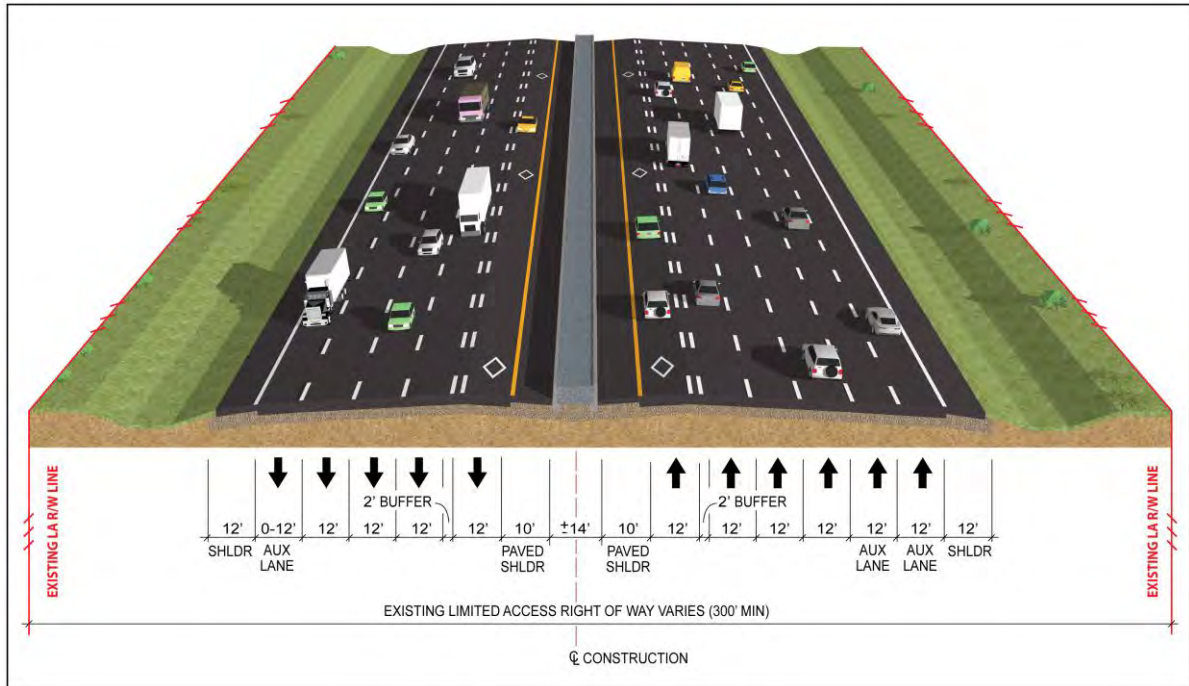 2' BUFFER
2' BUFFER
12' 0-12' 12' 12' 12' 12' 10' ±14' 10' 12' 12' 12' 12' 12' 12' 12'
SHLDR AUX LANE PAVED SHLDR PAVED SHLDR AUX LANE AUX LANE SHLDR
EXISTING LA R/W LINE
EXISTING LA R/W LINE
EXISTING LIMITED ACCESS RIGHT OF WAY VARIES (300' MIN)
℄ CONSTRUCTION